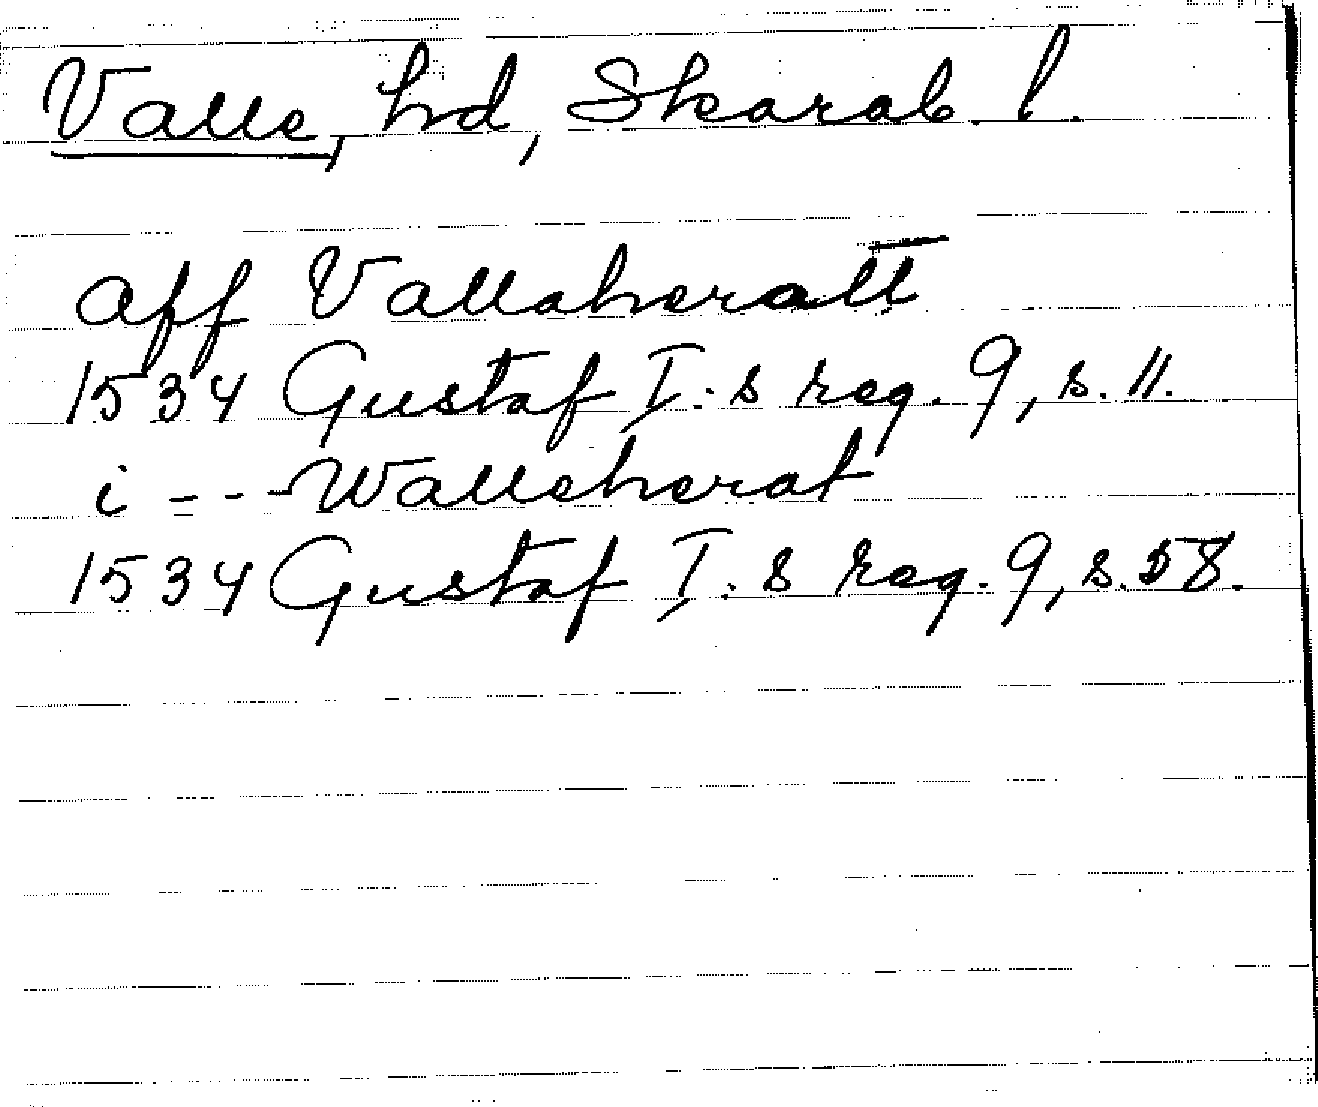 Valle, hd, Skarab. l.
aff Vallaheratt
1534 Gustaf I:s reg. 9, s. 11.
i --- Walleherat
1534 Gustaf I:s reg. 9, s. 58.